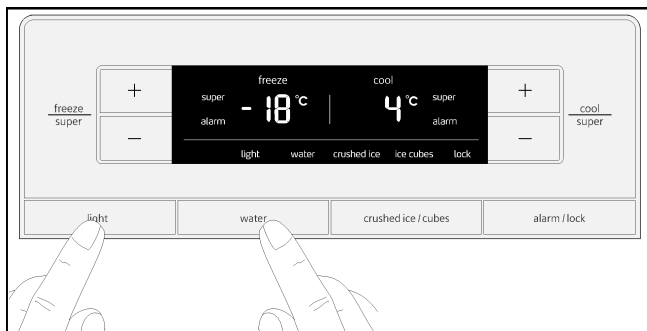 freeze cool
super -18 °C 4 °C super
alarm alarm
light water crushed ice ice cubes lock
freeze
super
+
−
+
−
cool
super
light water crushed ice / cubes alarm / lock